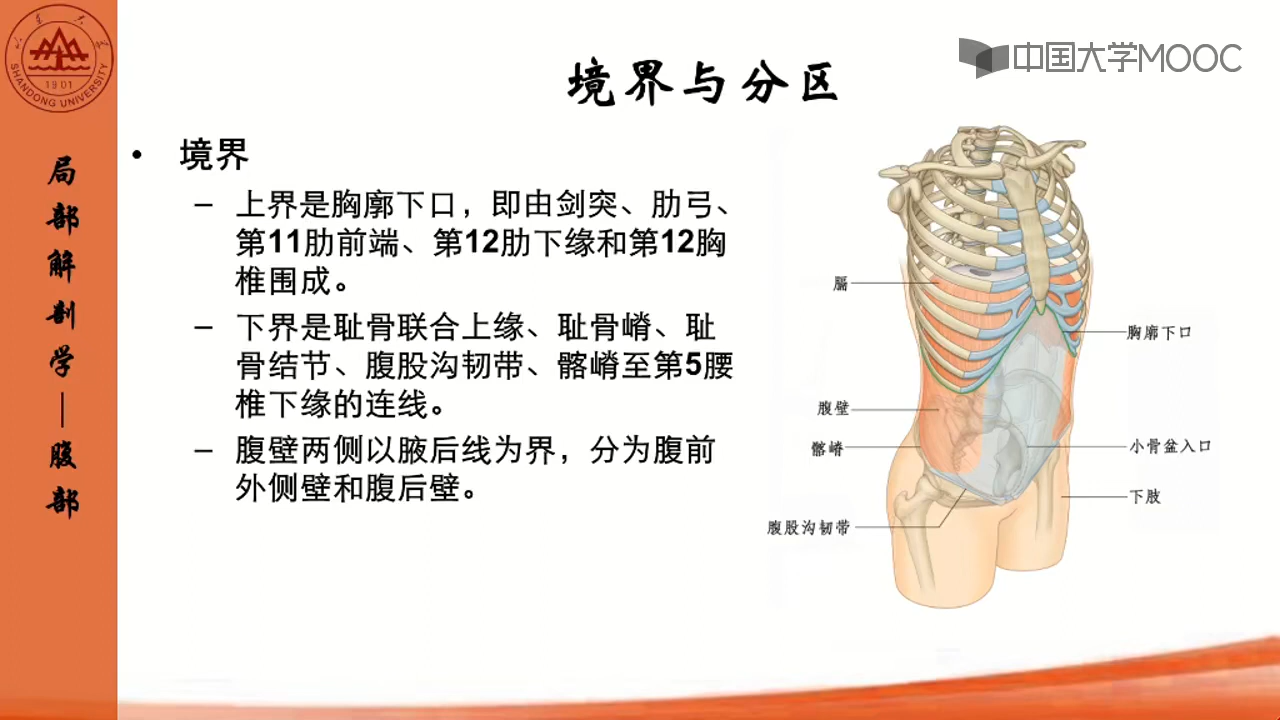 SHANDONG UNIVERSITY
1901
中国大学MOOC
局部解剖学—腹部
境界与分区
• 境界
– 上界是胸廓下口，即由剑突、肋弓、
第11肋前端、第12肋下缘和第12胸
椎围成。
– 下界是耻骨联合上缘、耻骨嵴、耻
骨结节、腹股沟韧带、髂嵴至第5腰
椎下缘的连线。
– 腹壁两侧以腋后线为界，分为腹前
外侧壁和腹后壁。
膈
胸廓下口
腹壁
髂嵴
小骨盆入口
下肢
腹股沟韧带